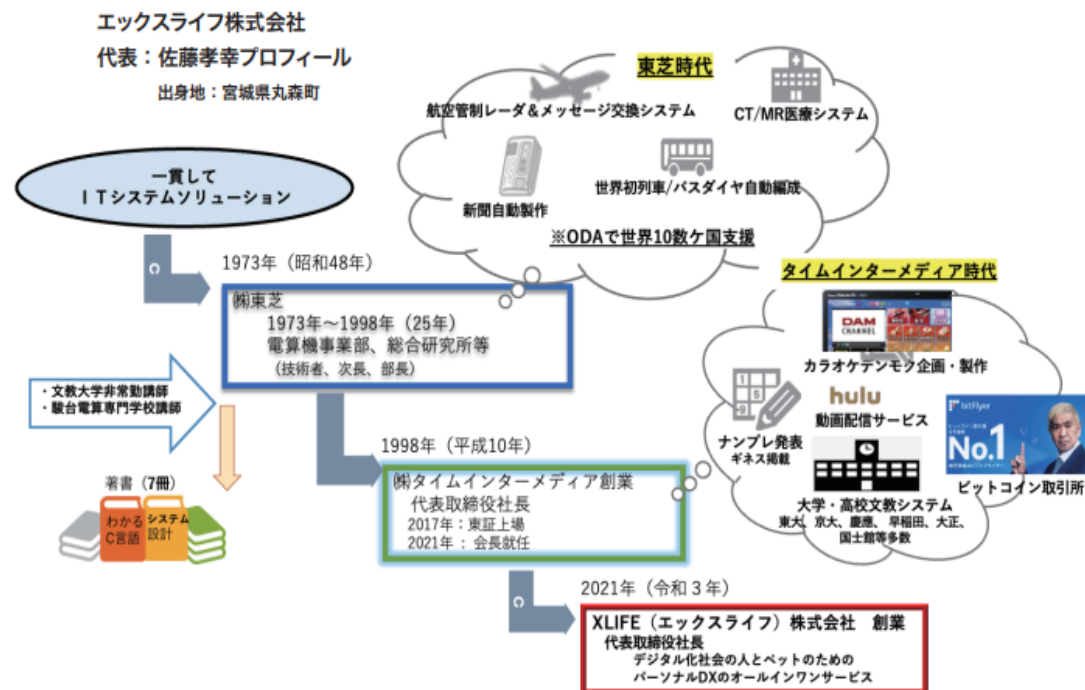 エックスライフ株式会社
代表：佐藤孝幸プロフィール
出身地：宮城県丸森町
一貫して
ＩＴシステムソリューション
東芝時代
航空管制レーダ＆メッセージ交換システム
CT/MR医療システム
新聞自動製作
世界初列車/バスダイヤ自動編成
※ODAで世界10数ケ国支援
C
1973年（昭和48年）
㈱東芝
1973年～1998年（25年）
電算機事業部、総合研究所等
（技術者、次長、部長）
・文教大学非常勤講師
・駿台電算専門学校講師
著書（7冊）
わかる
C言語
システム
設計
1998年（平成10年）
㈱タイムインターメディア創業
代表取締役社長
2017年：東証上場
2021年 ： 会長就任
タイムインターメディア時代
DAM
CHANNEL
カラオケデンモク企画・製作
1
5
9
ナンプレ発表
ギネス掲載
hulu
動画配信サービス
bitFlyer
No.1
ビットコイン取引所
大学・高校文教システム
東大、京大、慶應、早稲田、大正、
国士館等多数
C
2021年（令和３年）
XLIFE（エックスライフ）株式会社　創業
代表取締役社長
デジタル化社会の人とペットのための
パーソナルDXのオールインワンサービス